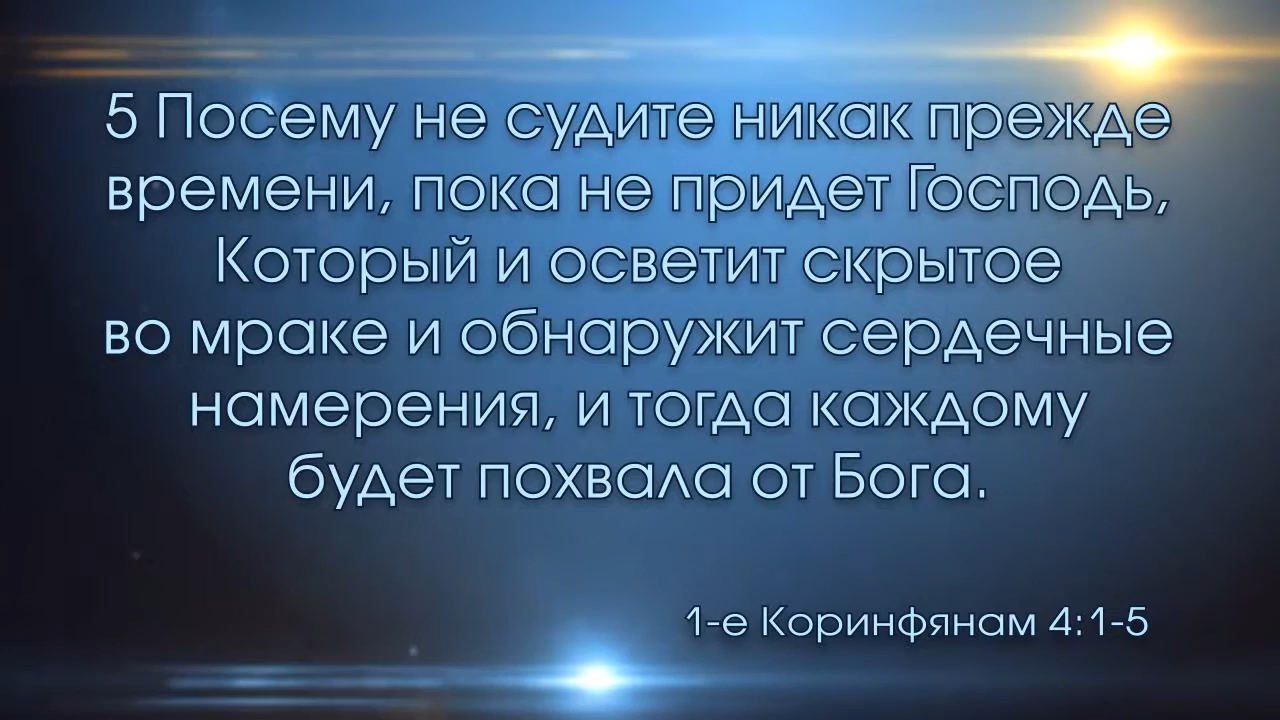 5 Посему не судите никак прежде
времени, пока не придет Господь,
Который и осветит скрытое
во мраке и обнаружит сердечные
намерения, и тогда каждому
будет похвала от Бога.
1-е Коринфянам 4:1-5